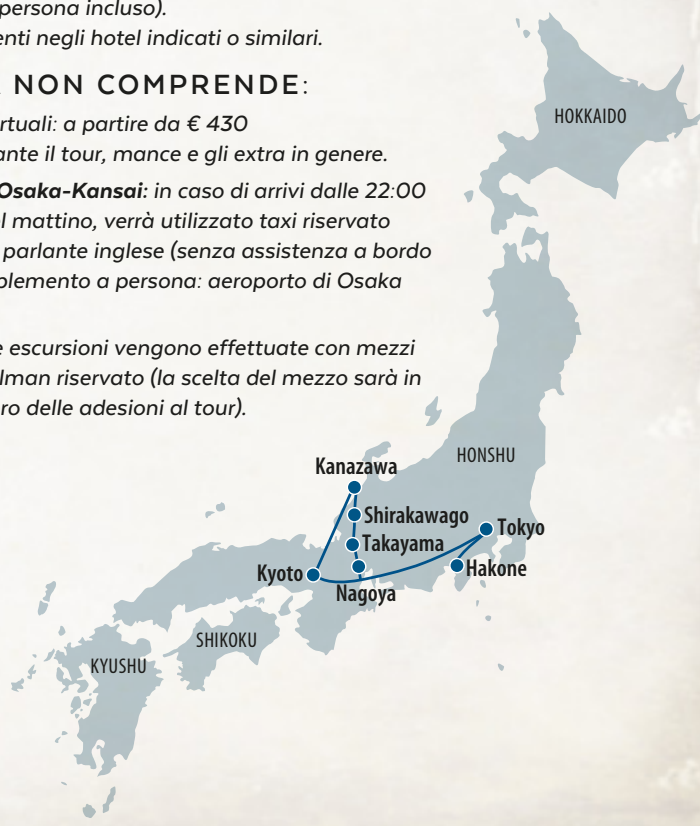 persona incluso).
enti negli hotel indicati o similari.
A NON COMPRENDE:
rtuali: a partire da € 430
ante il tour, mance e gli extra in genere.
Osaka-Kansai: in caso di arrivi dalle 22:00
el mattino, verrà utilizzato taxi riservato
parlante inglese (senza assistenza a bordo
plemento a persona: aeroporto di Osaka
e escursioni vengono effettuate con mezzi
lman riservato (la scelta del mezzo sarà in
ro delle adesioni al tour).
HOKKAIDO
HONSHU
Kanazawa
Shirakawago
Tokyo
Takayama
Kyoto
Hakone
Nagoya
SHIKOKU
KYUSHU